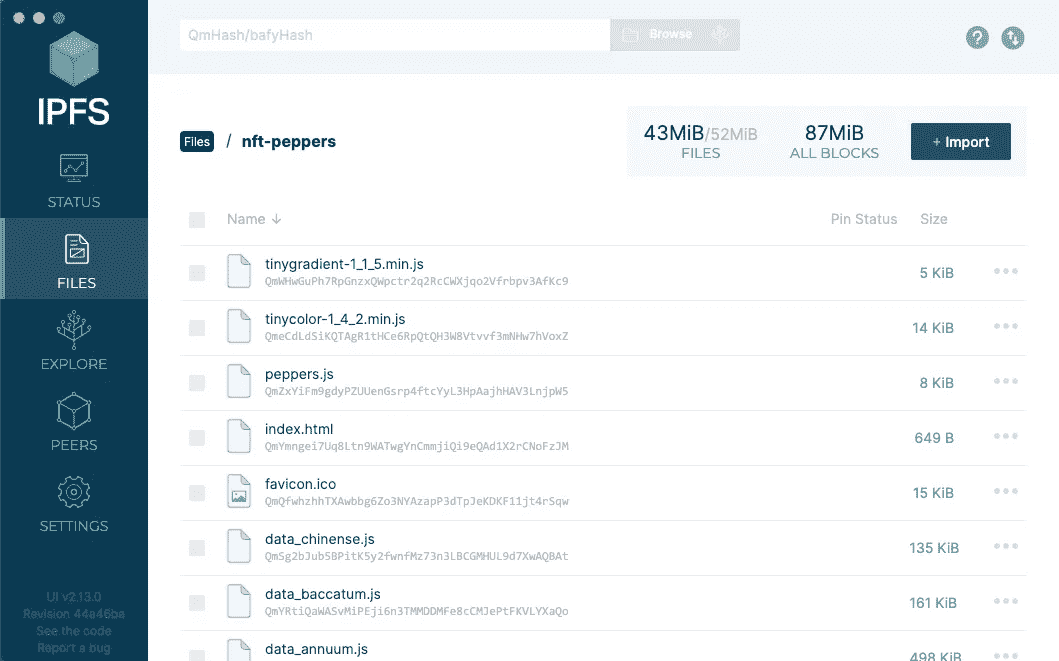 QmHash/bafyHash
Browse
IPFS
STATUS
FILES
EXPLORE
PEERS
SETTINGS
UI v2.13.0
Revision 44a46ba
See the code
Report a bug
Files / nft-peppers
43MiB/52MiB
FILES
87MiB
ALL BLOCKS
+ Import
Name ↓ Pin Status Size
tinygradient-1_1_5.min.js
QmWHwGuPh7RpGnzxQWpctr2q2RcCWXjqo2Vfrbpv3AfKc9
5 KiB
tinycolor-1_4_2.min.js
QmeCdLdSiKQTAgR1tHCe6RpQtQH3W8Vtvvf3mNHw7hVoxZ
14 KiB
peppers.js
QmZxYiFm9gdyPZUUenGsrp4ftcYyL3HpAajhHAV3LnjpW5
8 KiB
index.html
QmYmngei7Uq8Ltn9WATwgYnCmmjiQi9eQAd1X2rCNoFzJM
649 B
favicon.ico
QmQfwhzhhTXAwbbg6Zo3NYAzapP3dTpJeKDKF11jt4rSqw
15 KiB
data_chinense.js
QmSg2bJub5BPitK5y2fwnfMz73n3LBCGMHUL9d7XwAQBAt
135 KiB
data_baccatum.js
QmYRtiQaWASvMiPEji6n3TMMDDMFe8cCMJePtFKVLYXaQo
161 KiB
data_annuum.js
498 KiB